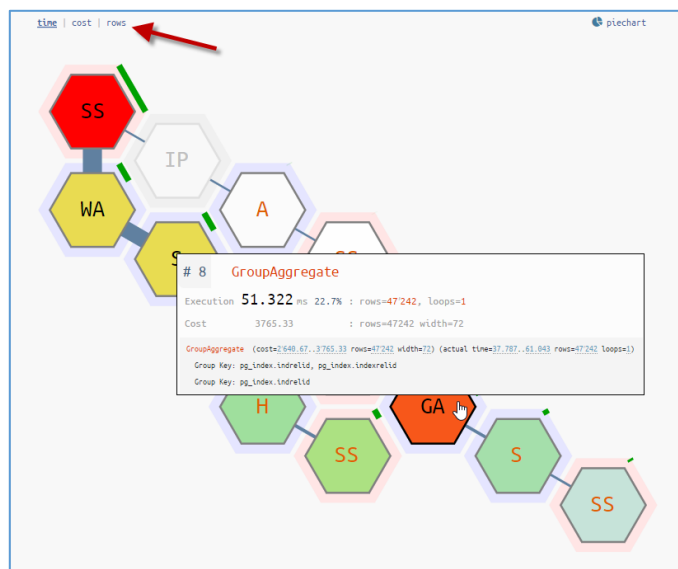 time | cost | rows
piechart
SS
IP
WA
A
# 8 GroupAggregate
Execution 51.322 ms 22.7% : rows=47'242, loops=1
Cost 3765.33 : rows=47242 width=72
GroupAggregate (cost=2'640.67..3'765.33 rows=47'242 width=72) (actual time=37.787..61.043 rows=47'242 loops=1)
Group Key: pg_index.indrelid, pg_index.indexrelid
Group Key: pg_index.indrelid
H
GA
SS
S
SS